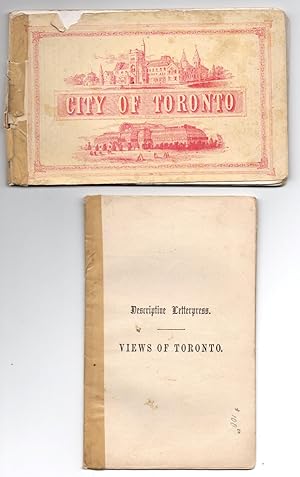 CITY OF TORONTO
Descriptive Letterpress.
VIEWS OF TORONTO.